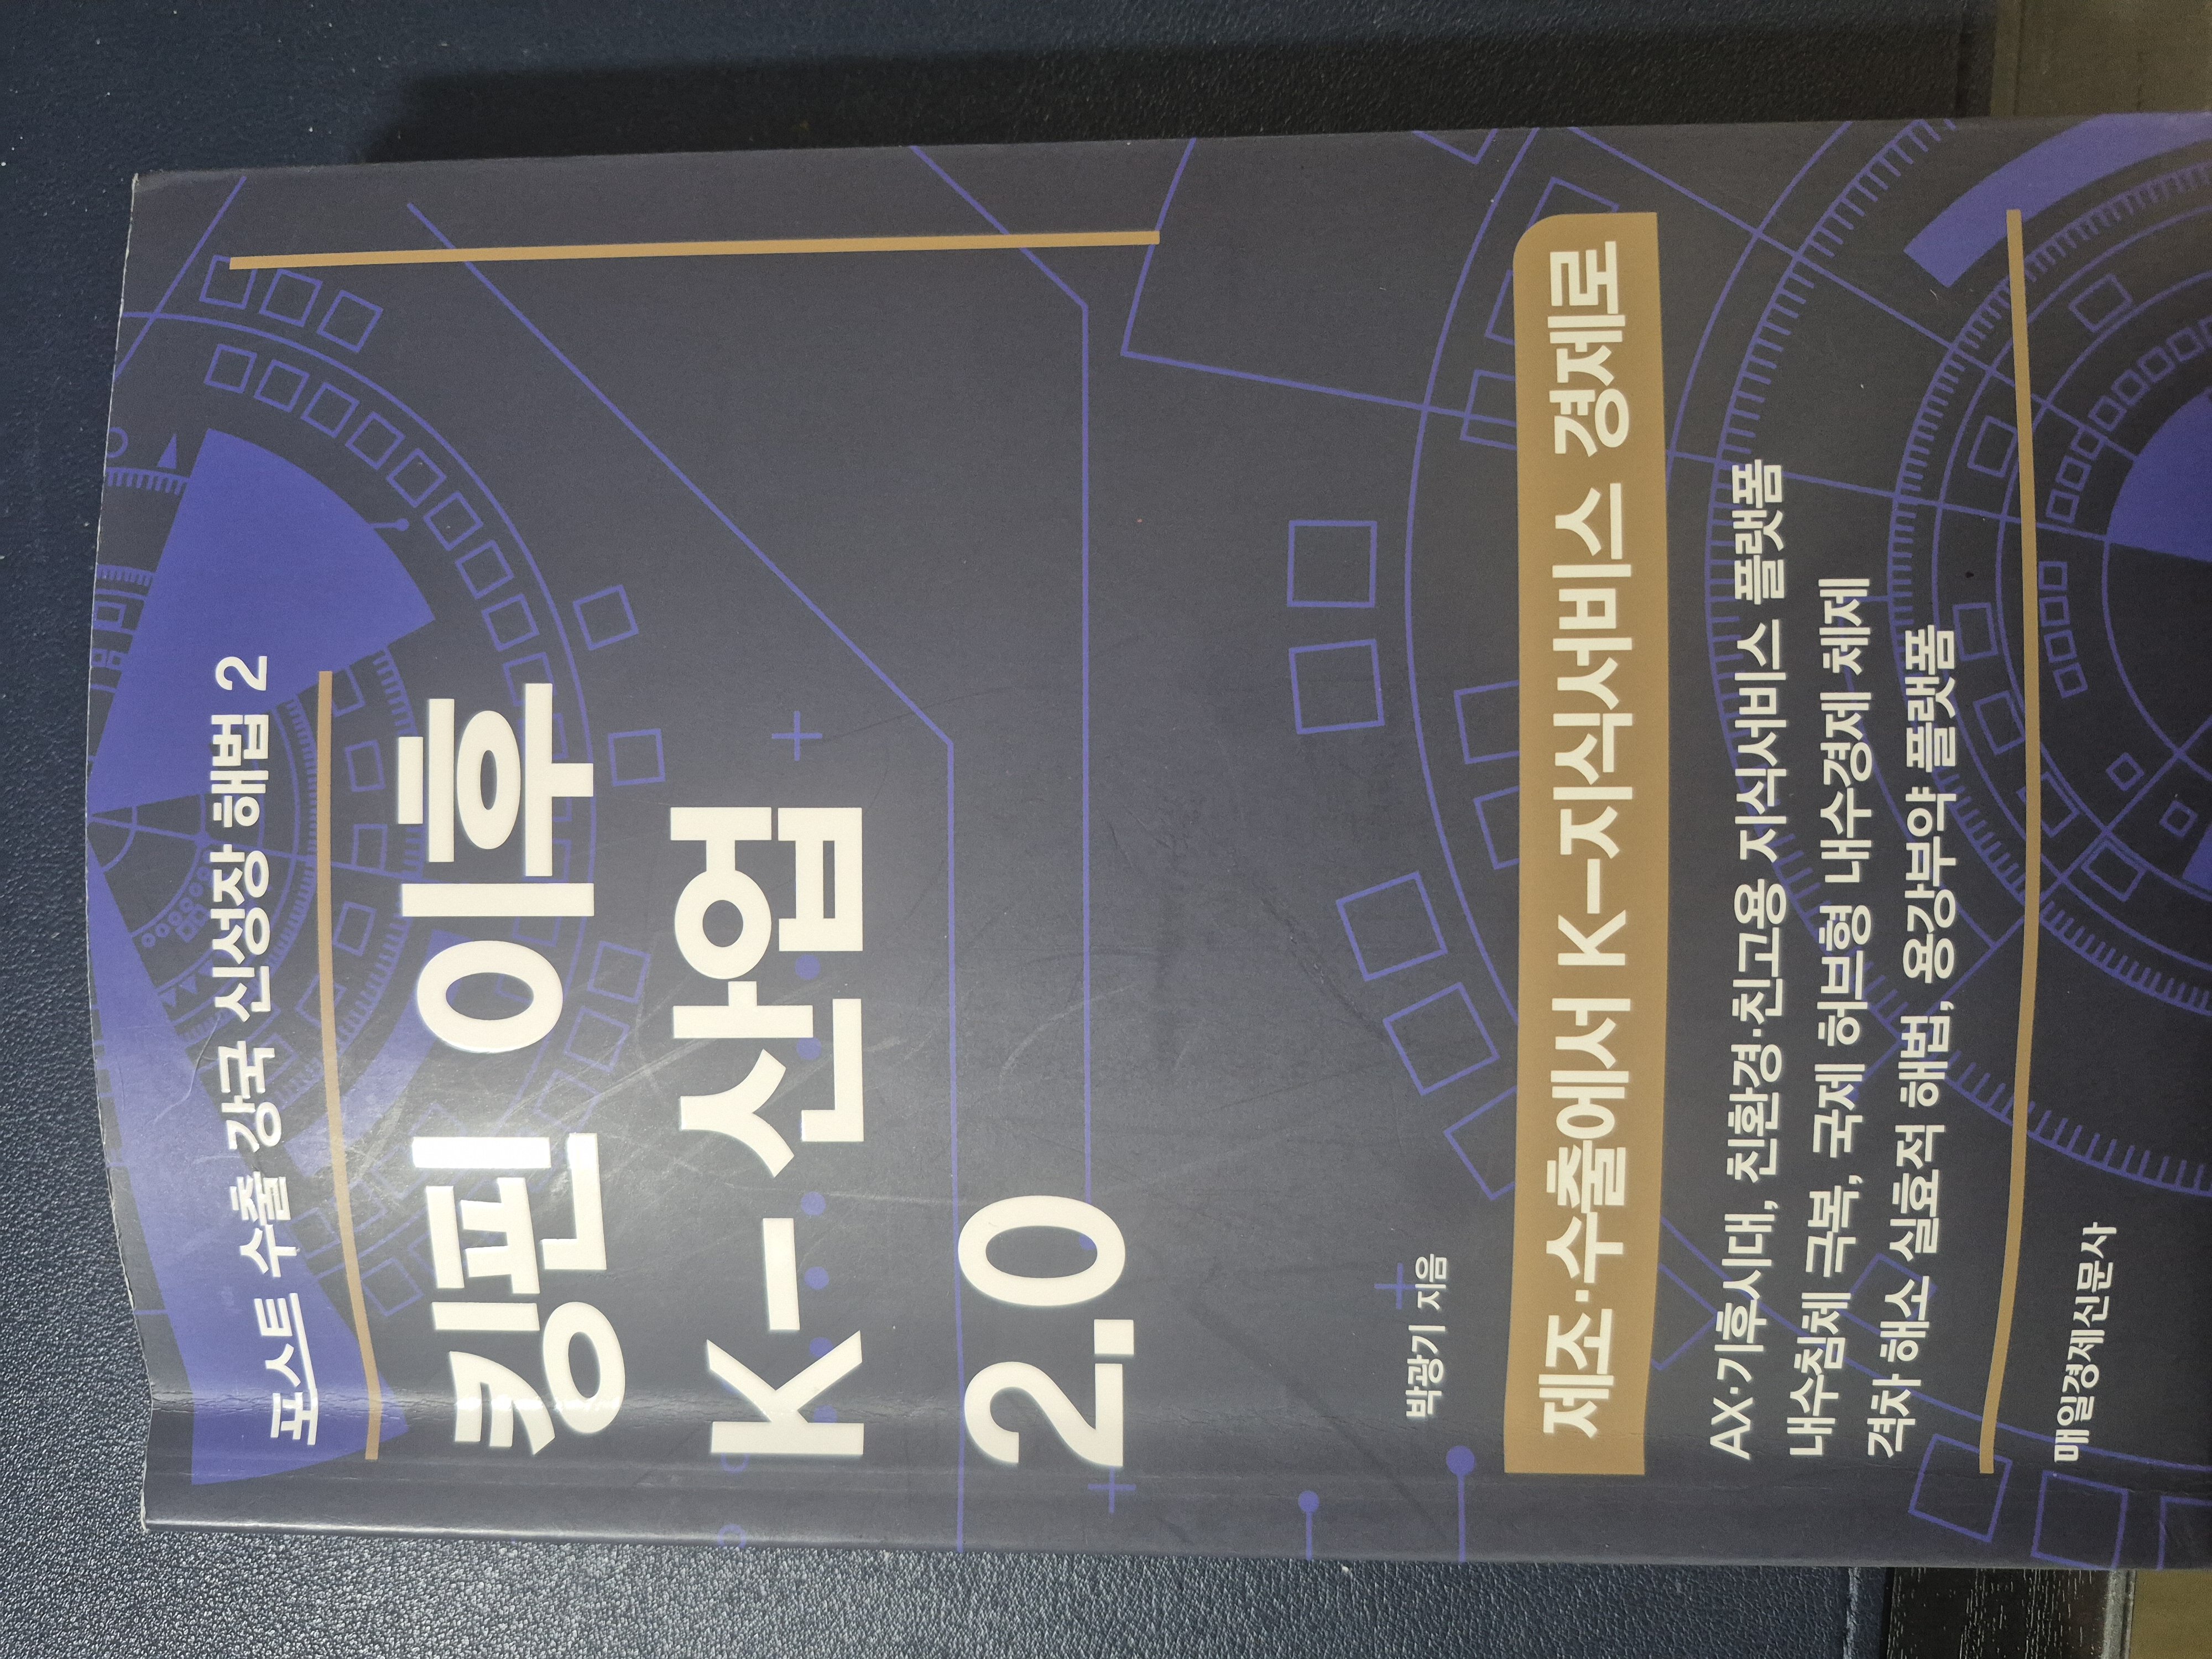 포스트 수출 강국 신성장 해법 2
킹핀 이후
K-산업
2.0
박광기 지음
제조·수출에서 K-지식서비스 경제로
AX·기후시대, 친환경·친고용 지식서비스 플랫폼
내수침체 극복, 국제 허브형 내수경제 체제
격차 해소 실효적 해법, 용강부약 플랫폼
매일경제신문사